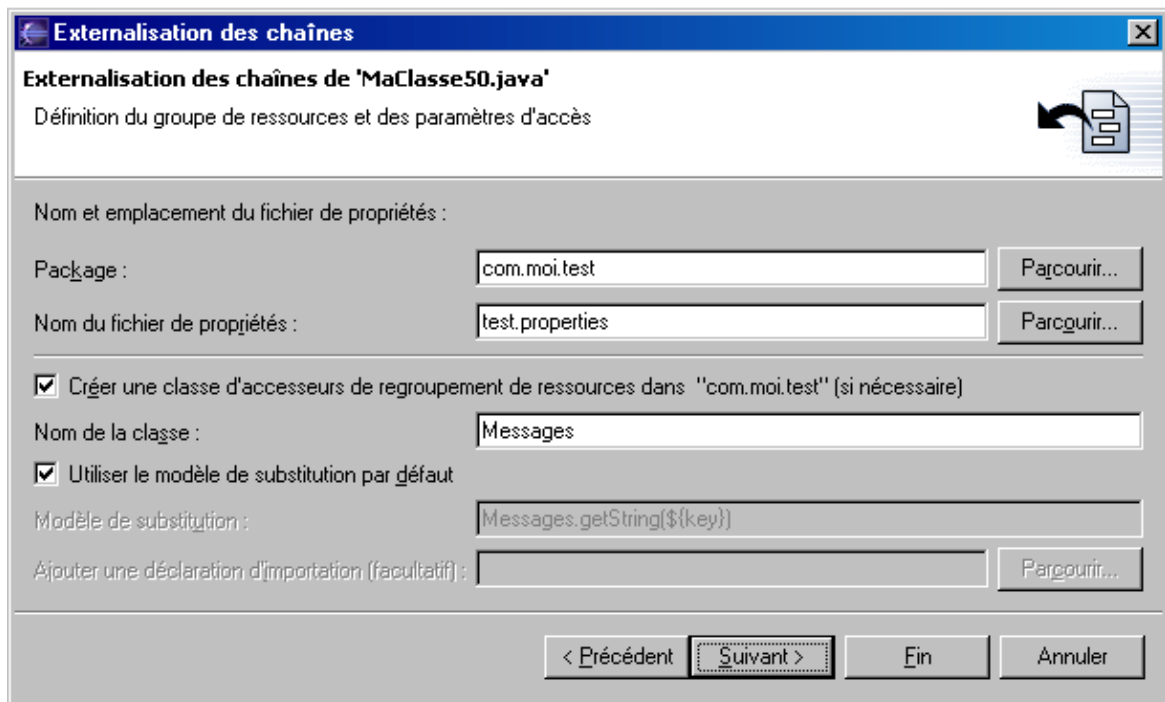 Externalisation des chaînes
Externalisation des chaînes de 'MaClasse50.java'
Définition du groupe de ressources et des paramètres d'accès
Nom et emplacement du fichier de propriétés :
Package : com.moi.test Parcourir...
Nom du fichier de propriétés : test.properties Parcourir...
Créer une classe d'accesseurs de regroupement de ressources dans "com.moi.test" (si nécessaire)
Nom de la classe : Messages
Utiliser le modèle de substitution par défaut
Modèle de substitution : Messages.getString(${key})
Ajouter une déclaration d'importation (facultatif) : Parcourir...
< Précédent Suivant > Fin Annuler